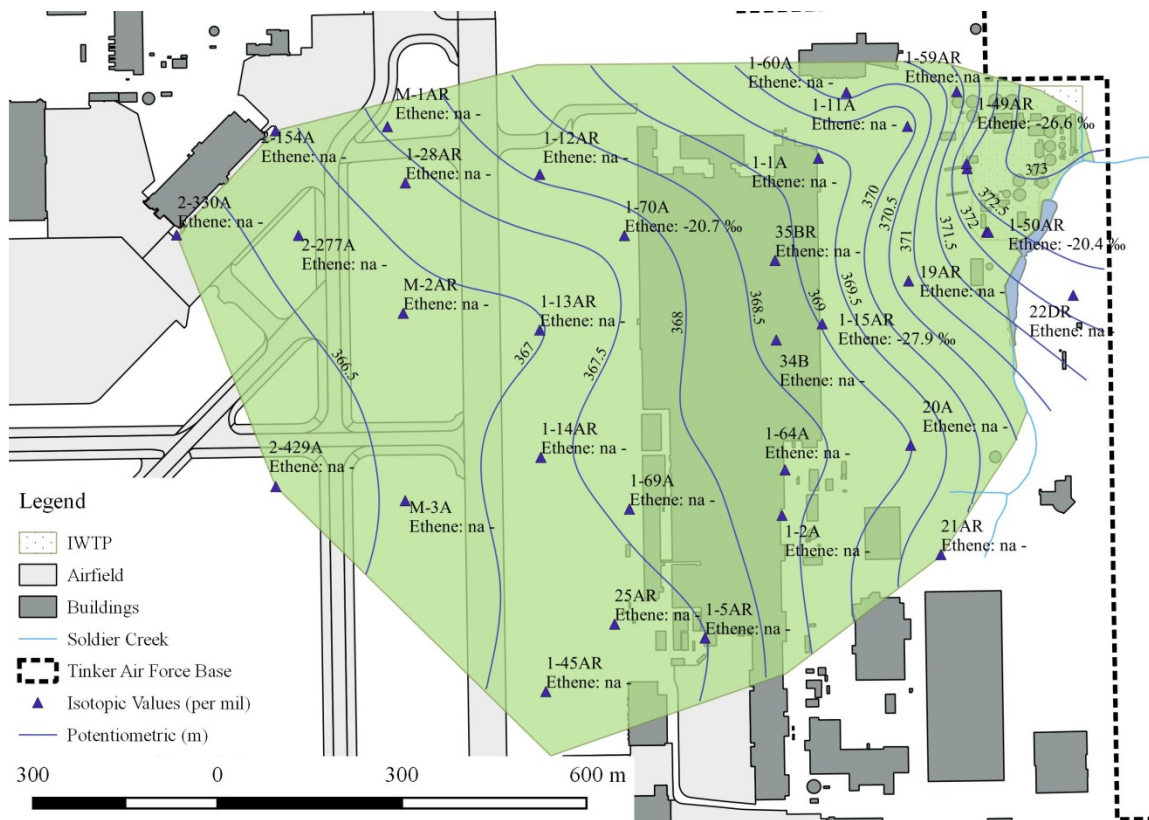 1-60A
Ethene: na -
1-59AR
Ethene: na -
M-1AR
Ethene: na -
1-11A
Ethene: na -
1-49AR
Ethene: -26.6 ‰
2-154A
Ethene: na -
1-28AR
Ethene: na -
1-12AR
Ethene: na -
1-1A
Ethene: na -
373
372.5
372
370
370.5
371
371.5
2-330A
Ethene: na -
2-277A
Ethene: na -
1-70A
Ethene: -20.7 ‰
35BR
Ethene: na -
1-50AR
Ethene: -20.4 ‰
19AR
Ethene: na -
M-2AR
Ethene: na -
1-13AR
Ethene: na -
368
368.5
369
369.5
22DR
Ethene: na -
1-15AR
Ethene: -27.9 ‰
366.5
367
367.5
34B
Ethene: na -
20A
Ethene: na -
2-429A
Ethene: na -
1-14AR
Ethene: na -
1-64A
Ethene: na -
M-3A
Ethene: na -
1-69A
Ethene: na -
1-2A
Ethene: na -
21AR
Ethene: na -
25AR
Ethene: na -
1-5AR
Ethene: na -
1-45AR
Ethene: na -
Legend
IWTP
Airfield
Buildings
Soldier Creek
Tinker Air Force Base
Isotopic Values (per mil)
Potentiometric (m)
300 0 300 600 m